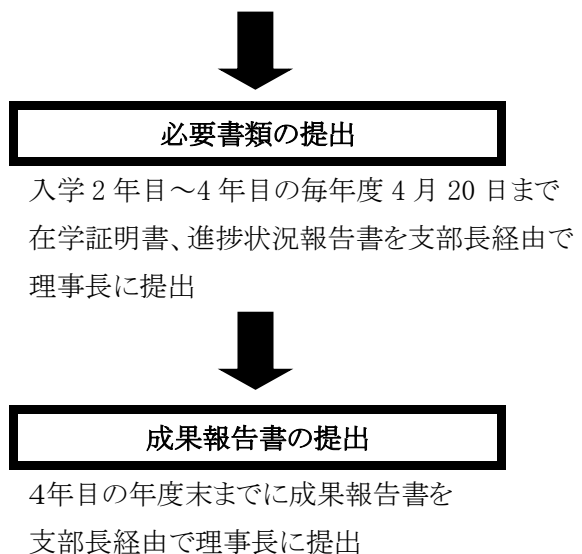 必要書類の提出
入学2年目～4年目の毎年度4月20日まで
在学証明書、進捗状況報告書を支部長経由で
理事長に提出
成果報告書の提出
4年目の年度末までに成果報告書を
支部長経由で理事長に提出